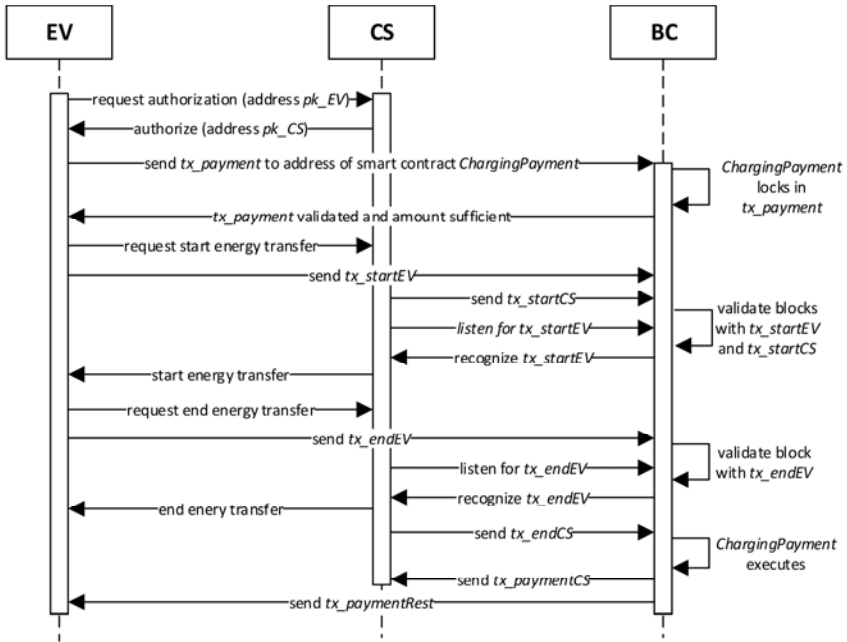 EV
CS
BC
request authorization (address pk_EV)
authorize (address pk_CS)
send tx_payment to address of smart contract ChargingPayment
ChargingPayment
locks in
tx_payment
tx_payment validated and amount sufficient
request start energy transfer
send tx_startEV
send tx_startCS
validate blocks
with tx_startEV
and tx_startCS
listen for tx_startEV
recognize tx_startEV
start energy transfer
request end energy transfer
send tx_endEV
validate block
with tx_endEV
listen for tx_endEV
recognize tx_endEV
end enery transfer
send tx_endCS
ChargingPayment
executes
send tx_paymentCS
send tx_paymentRest